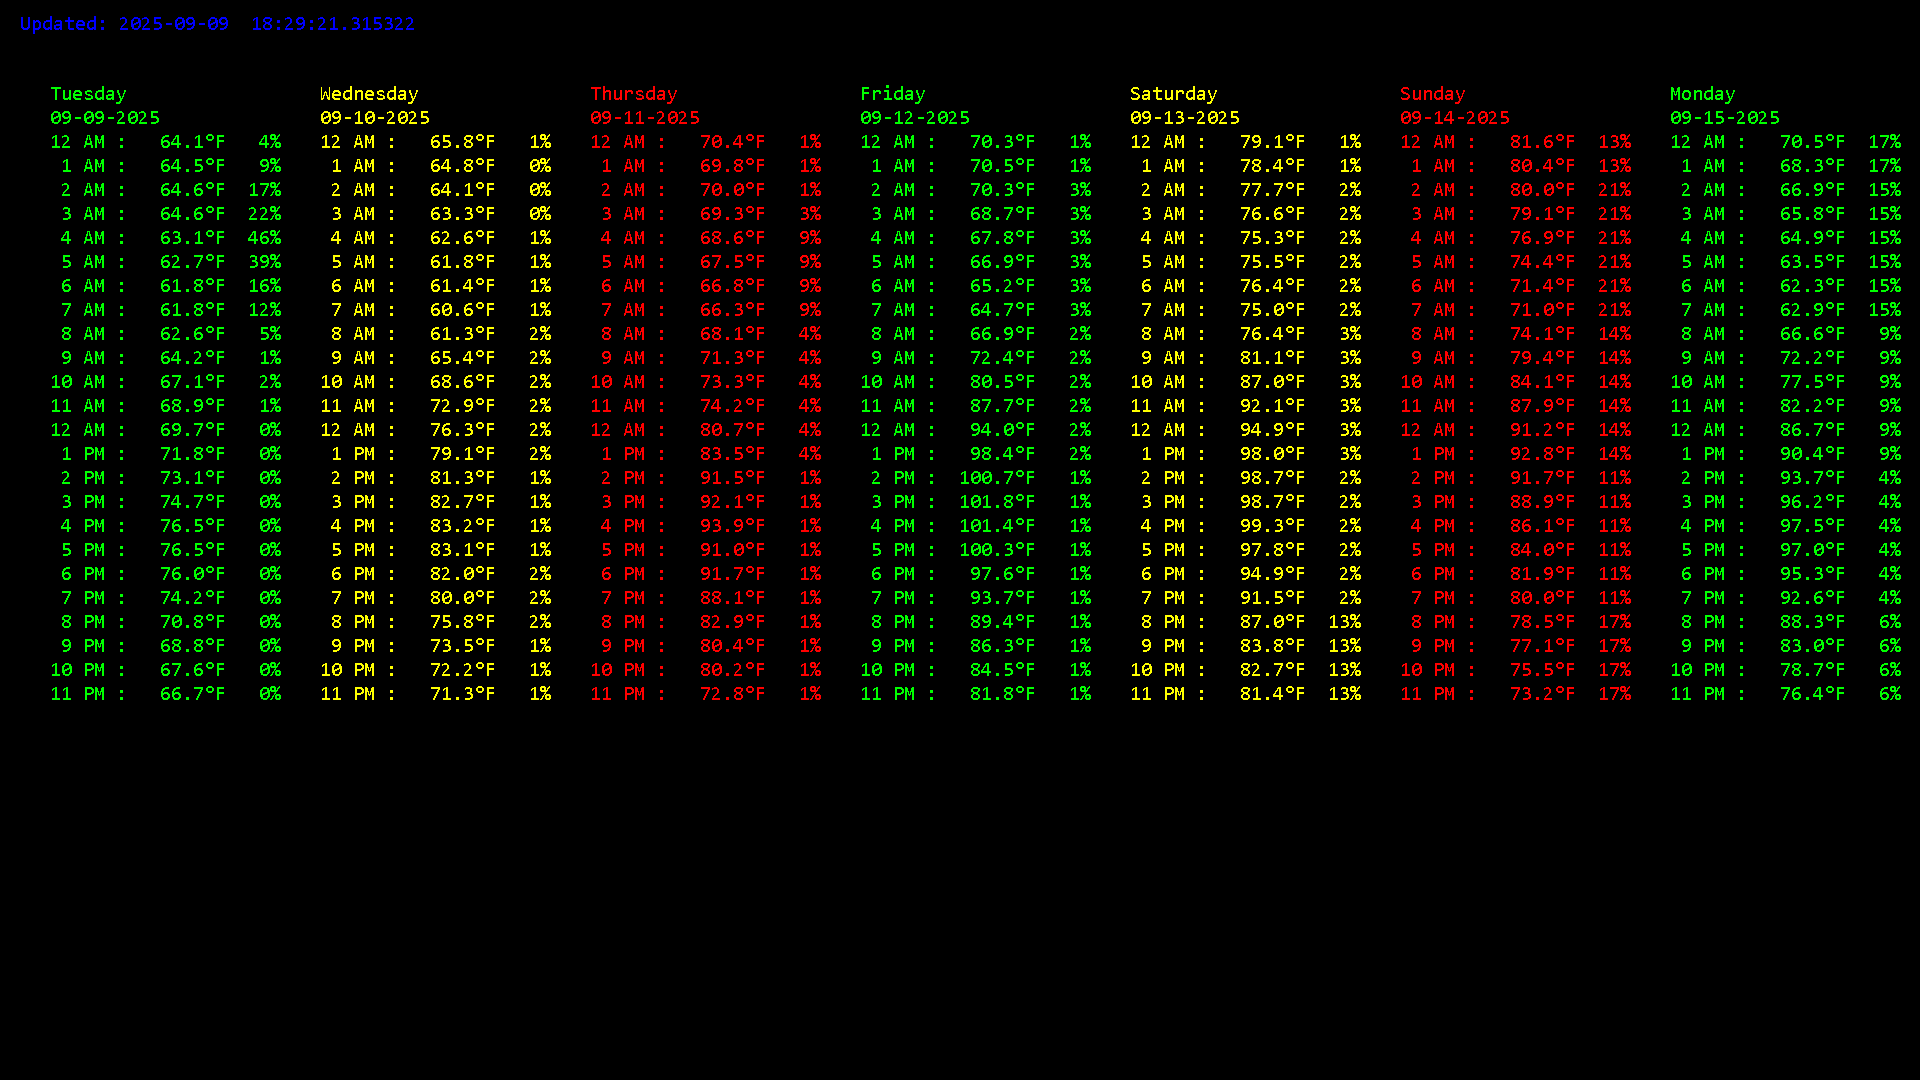 Updated: 2025-09-09  18:29:21.315322
Tuesday Wednesday Thursday Friday Saturday Sunday Monday
09-09-2025 09-10-2025 09-11-2025 09-12-2025 09-13-2025 09-14-2025 09-15-2025
12 AM : 64.1°F 4% 12 AM : 65.8°F 1% 12 AM : 70.4°F 1% 12 AM : 70.3°F 1% 12 AM : 79.1°F 1% 12 AM : 81.6°F 13% 12 AM : 70.5°F 17%
1 AM : 64.5°F 9% 1 AM : 64.8°F 0% 1 AM : 69.8°F 1% 1 AM : 70.5°F 1% 1 AM : 78.4°F 1% 1 AM : 80.4°F 13% 1 AM : 68.3°F 17%
2 AM : 64.6°F 17% 2 AM : 64.1°F 0% 2 AM : 70.0°F 1% 2 AM : 70.3°F 3% 2 AM : 77.7°F 2% 2 AM : 80.0°F 21% 2 AM : 66.9°F 15%
3 AM : 64.6°F 22% 3 AM : 63.3°F 0% 3 AM : 69.3°F 3% 3 AM : 68.7°F 3% 3 AM : 76.6°F 2% 3 AM : 79.1°F 21% 3 AM : 65.8°F 15%
4 AM : 63.1°F 46% 4 AM : 62.6°F 1% 4 AM : 68.6°F 9% 4 AM : 67.8°F 3% 4 AM : 75.3°F 2% 4 AM : 76.9°F 21% 4 AM : 64.9°F 15%
5 AM : 62.7°F 39% 5 AM : 61.8°F 1% 5 AM : 67.5°F 9% 5 AM : 66.9°F 3% 5 AM : 75.5°F 2% 5 AM : 74.4°F 21% 5 AM : 63.5°F 15%
6 AM : 61.8°F 16% 6 AM : 61.4°F 1% 6 AM : 66.8°F 9% 6 AM : 65.2°F 3% 6 AM : 76.4°F 2% 6 AM : 71.4°F 21% 6 AM : 62.3°F 15%
7 AM : 61.8°F 12% 7 AM : 60.6°F 1% 7 AM : 66.3°F 9% 7 AM : 64.7°F 3% 7 AM : 75.0°F 2% 7 AM : 71.0°F 21% 7 AM : 62.9°F 15%
8 AM : 62.6°F 5% 8 AM : 61.3°F 2% 8 AM : 68.1°F 4% 8 AM : 66.9°F 2% 8 AM : 76.4°F 3% 8 AM : 74.1°F 14% 8 AM : 66.6°F 9%
9 AM : 64.2°F 1% 9 AM : 65.4°F 2% 9 AM : 71.3°F 4% 9 AM : 72.4°F 2% 9 AM : 81.1°F 3% 9 AM : 79.4°F 14% 9 AM : 72.2°F 9%
10 AM : 67.1°F 2% 10 AM : 68.6°F 2% 10 AM : 73.3°F 4% 10 AM : 80.5°F 2% 10 AM : 87.0°F 3% 10 AM : 84.1°F 14% 10 AM : 77.5°F 9%
11 AM : 68.9°F 1% 11 AM : 72.9°F 2% 11 AM : 74.2°F 4% 11 AM : 87.7°F 2% 11 AM : 92.1°F 3% 11 AM : 87.9°F 14% 11 AM : 82.2°F 9%
12 AM : 69.7°F 0% 12 AM : 76.3°F 2% 12 AM : 80.7°F 4% 12 AM : 94.0°F 2% 12 AM : 94.9°F 3% 12 AM : 91.2°F 14% 12 AM : 86.7°F 9%
1 PM : 71.8°F 0% 1 PM : 79.1°F 2% 1 PM : 83.5°F 4% 1 PM : 98.4°F 2% 1 PM : 98.0°F 3% 1 PM : 92.8°F 14% 1 PM : 90.4°F 9%
2 PM : 73.1°F 0% 2 PM : 81.3°F 1% 2 PM : 91.5°F 1% 2 PM : 100.7°F 1% 2 PM : 98.7°F 2% 2 PM : 91.7°F 11% 2 PM : 93.7°F 4%
3 PM : 74.7°F 0% 3 PM : 82.7°F 1% 3 PM : 92.1°F 1% 3 PM : 101.8°F 1% 3 PM : 98.7°F 2% 3 PM : 88.9°F 11% 3 PM : 96.2°F 4%
4 PM : 76.5°F 0% 4 PM : 83.2°F 1% 4 PM : 93.9°F 1% 4 PM : 101.4°F 1% 4 PM : 99.3°F 2% 4 PM : 86.1°F 11% 4 PM : 97.5°F 4%
5 PM : 76.5°F 0% 5 PM : 83.1°F 1% 5 PM : 91.0°F 1% 5 PM : 100.3°F 1% 5 PM : 97.8°F 2% 5 PM : 84.0°F 11% 5 PM : 97.0°F 4%
6 PM : 76.0°F 0% 6 PM : 82.0°F 2% 6 PM : 91.7°F 1% 6 PM : 97.6°F 1% 6 PM : 94.9°F 2% 6 PM : 81.9°F 11% 6 PM : 95.3°F 4%
7 PM : 74.2°F 0% 7 PM : 80.0°F 2% 7 PM : 88.1°F 1% 7 PM : 93.7°F 1% 7 PM : 91.5°F 2% 7 PM : 80.0°F 11% 7 PM : 92.6°F 4%
8 PM : 70.8°F 0% 8 PM : 75.8°F 2% 8 PM : 82.9°F 1% 8 PM : 89.4°F 1% 8 PM : 87.0°F 13% 8 PM : 78.5°F 17% 8 PM : 88.3°F 6%
9 PM : 68.8°F 0% 9 PM : 73.5°F 1% 9 PM : 80.4°F 1% 9 PM : 86.3°F 1% 9 PM : 83.8°F 13% 9 PM : 77.1°F 17% 9 PM : 83.0°F 6%
10 PM : 67.6°F 0% 10 PM : 72.2°F 1% 10 PM : 80.2°F 1% 10 PM : 84.5°F 1% 10 PM : 82.7°F 13% 10 PM : 75.5°F 17% 10 PM : 78.7°F 6%
11 PM : 66.7°F 0% 11 PM : 71.3°F 1% 11 PM : 72.8°F 1% 11 PM : 81.8°F 1% 11 PM : 81.4°F 13% 11 PM : 73.2°F 17% 11 PM : 76.4°F 6%